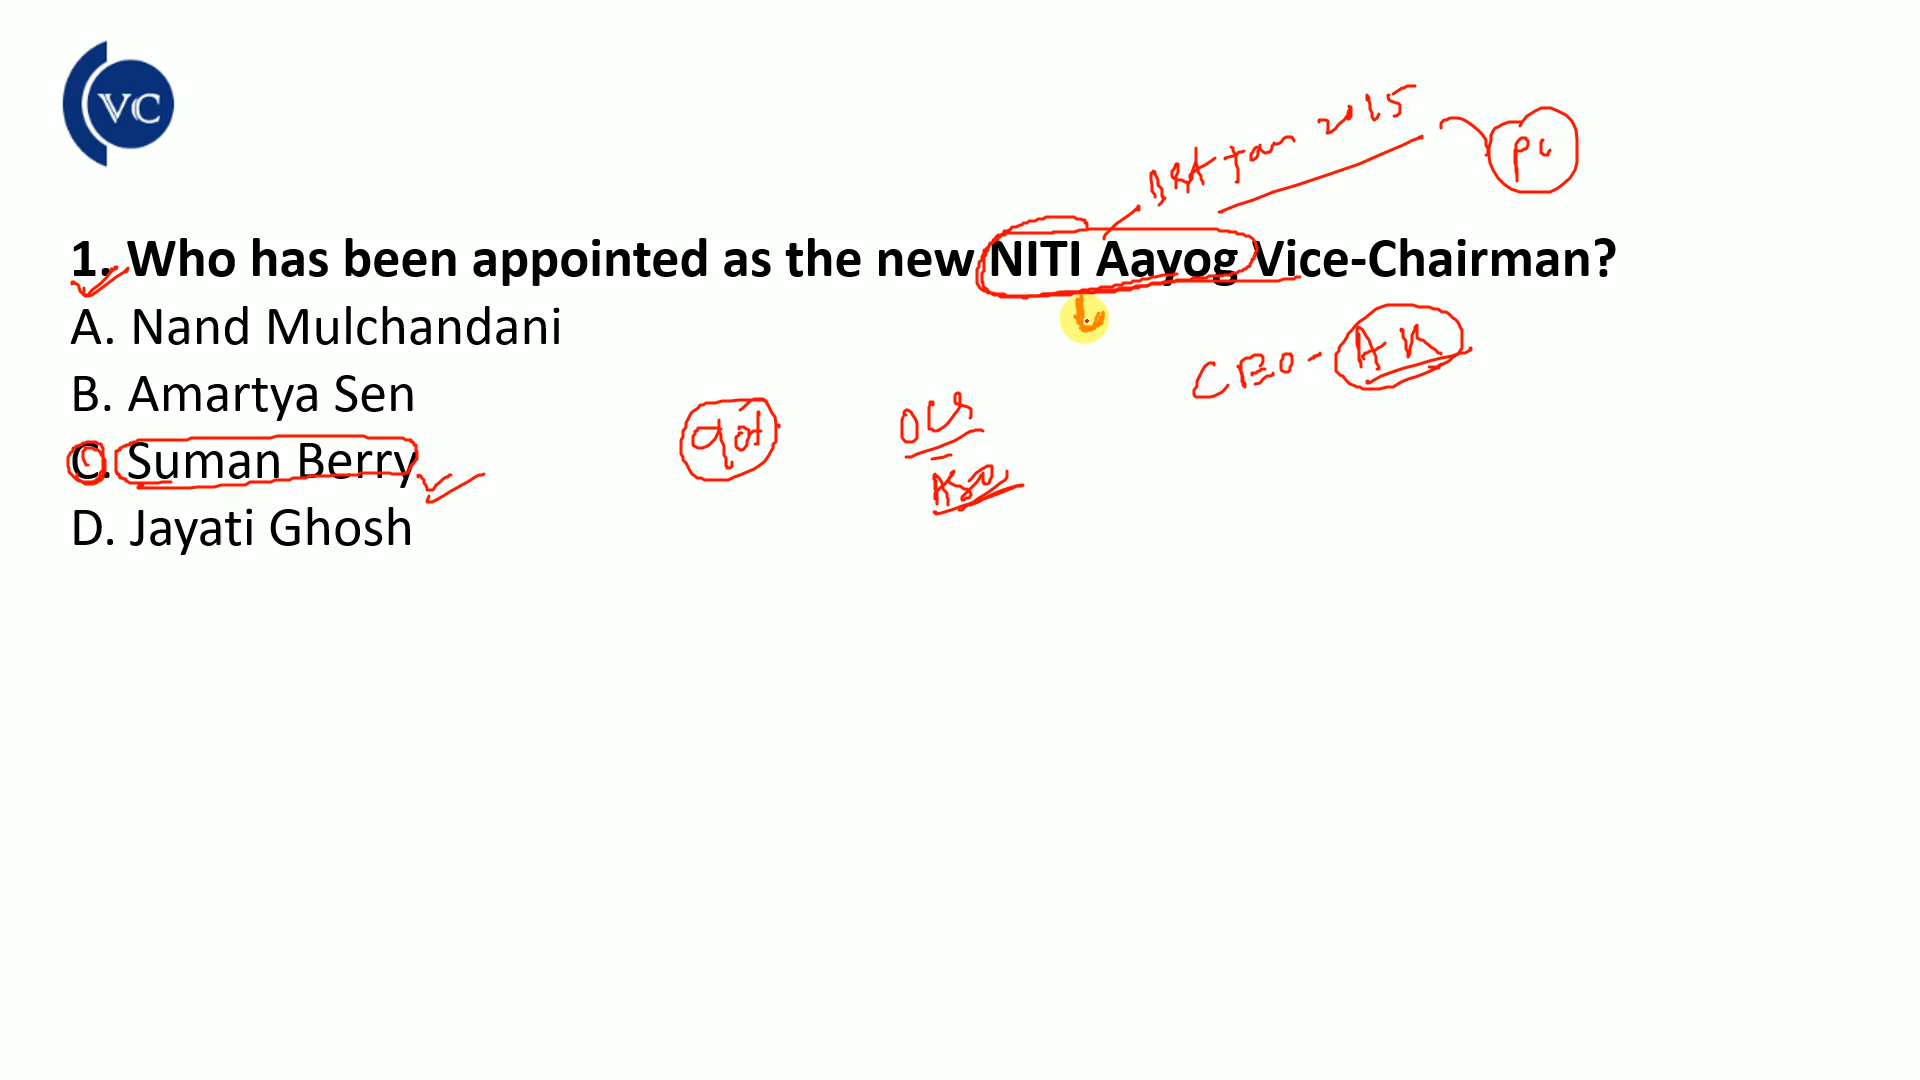 VC
Jan 2015
PC
1. Who has been appointed as the new NITI Aayog Vice-Chairman?
A. Nand Mulchandani
CEO - AK
B. Amartya Sen
C. Suman Berry
D. Jayati Ghosh